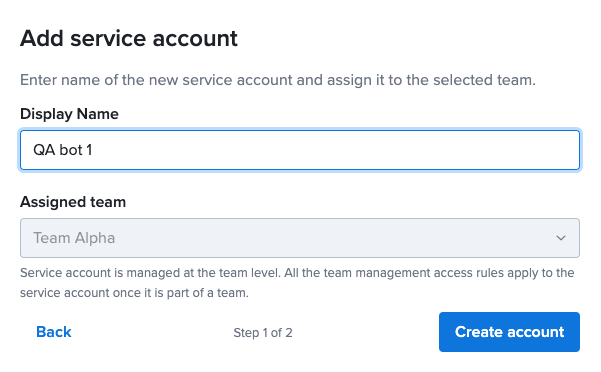 Add service account
Enter name of the new service account and assign it to the selected team.
Display Name
QA bot 1
Assigned team
Team Alpha
Service account is managed at the team level. All the team management access rules apply to the
service account once it is part of a team.
Back
Step 1 of 2
Create account